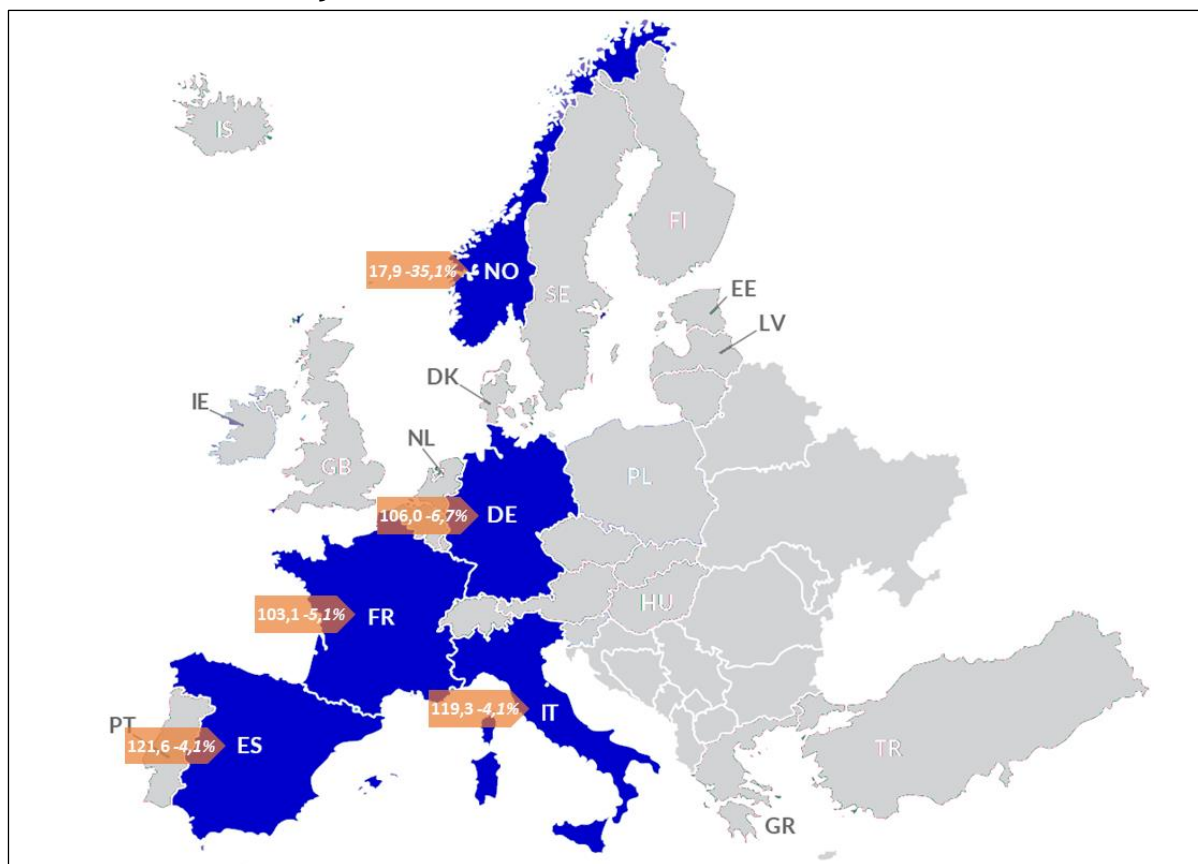 IS
FI
17,9 -35,1%
NO
SE
EE
LV
DK
IE
NL
GB
PL
106,0 -6,7%
DE
HU
103,1 -5,1%
FR
119,3 -4,1%
IT
PT
121,6 -4,1%
ES
TR
GR